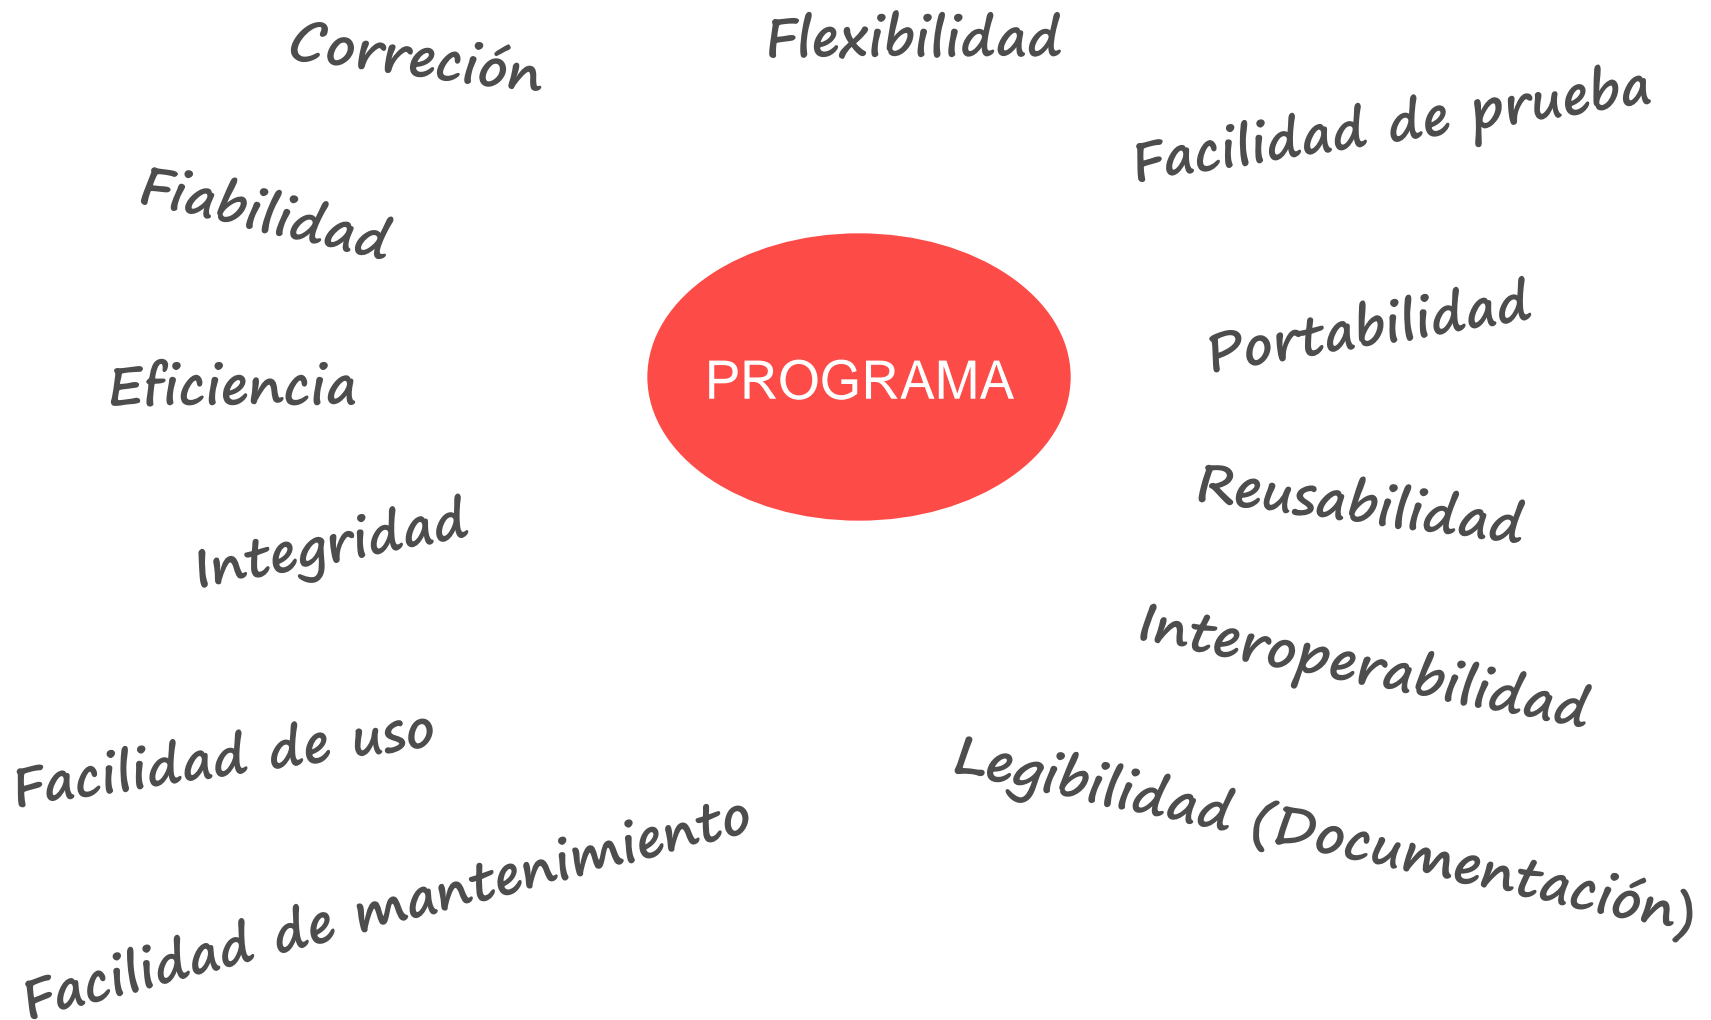 Correción
Flexibilidad
Facilidad de prueba
Fiabilidad
Portabilidad
Eficiencia
PROGRAMA
Reusabilidad
Integridad
Interoperabilidad
Facilidad de uso
Legibilidad (Documentación)
Facilidad de mantenimiento